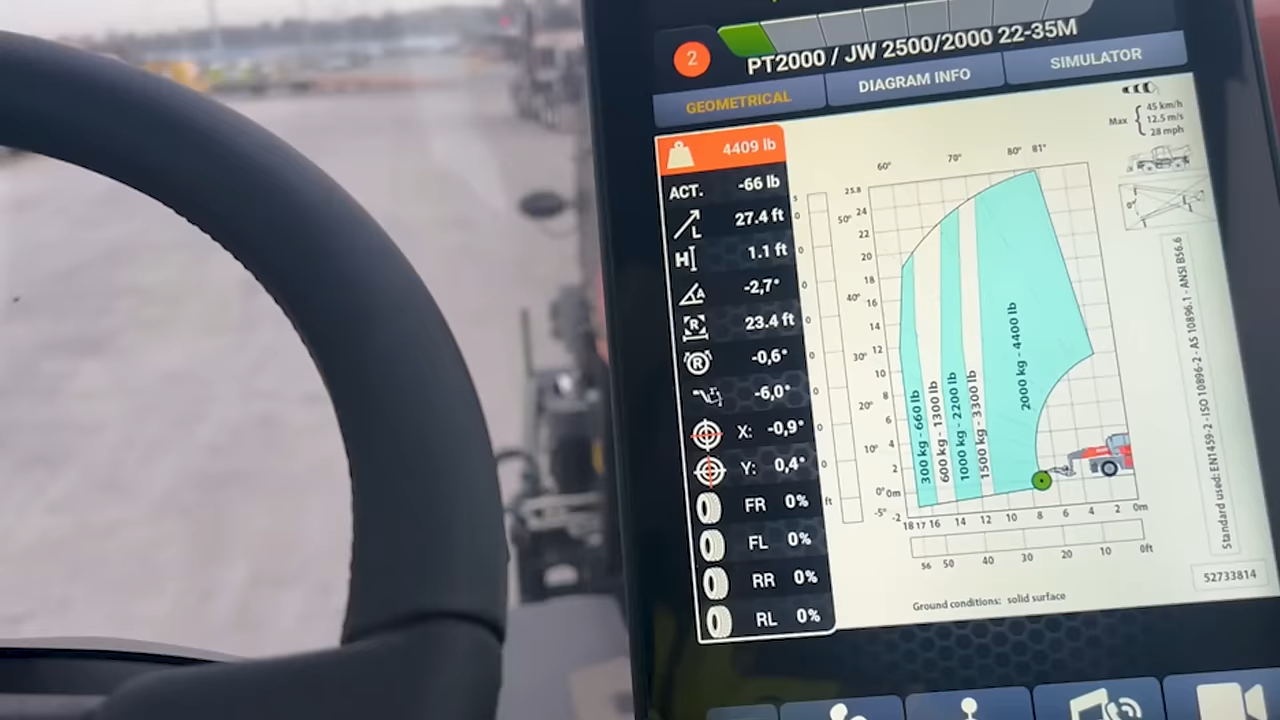 2
PT2000 / JW 2500/2000 22-35M
GEOMETRICAL
DIAGRAM INFO
SIMULATOR
4409 lb
ACT. -66 lb
L 27.4 ft
H 1.1 ft
A -2,7°
R 23.4 ft
R -0,6°
-6,0°
X: -0,9°
Y: 0,4°
FR 0%
FL 0%
RR 0%
RL 0%
Max { 45 km/h
12.5 m/s
28 mph
60° 70° 80° 81°
0°
25.8
50° 24
22
20
18
40° 16
14
30° 12
10
8
20° 6
10° 4
2
0° 0m
-5° -2
ft
300 kg - 660 lb
600 kg - 1300 lb
1000 kg - 2200 lb
1500 kg - 3300 lb
2000 kg - 4400 lb
18 17 16 14 12 10 8 6 4 2 0m
56 50 40 30 20 10 0ft
Ground conditions: solid surface
Standard used: EN1459-2 - ISO 10896-2 - AS 10896.1 - ANSI B56.6
52733814